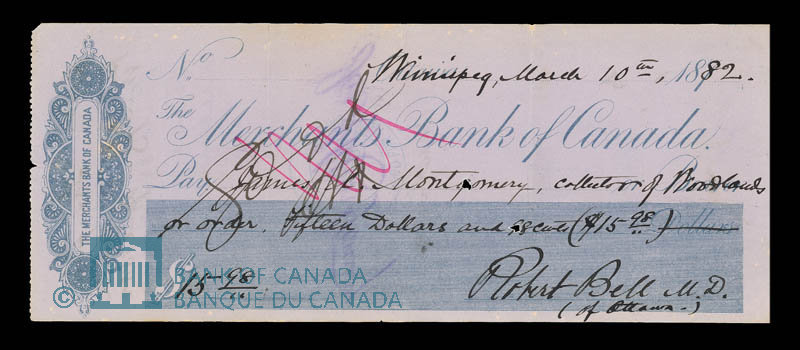 THE MERCHANTS BANK OF CANADA
No
Winnipeg, March 10th, 1882.
The
Merchants Bank of Canada.
Pay James Montgomery, collector of Woodlands
or order. Fifteen Dollars and 98 cents ($15 98) Dollars
$15 98
Robert Bell M.D.
(of Ottawa.)
© BANK OF CANADA
BANQUE DU CANADA